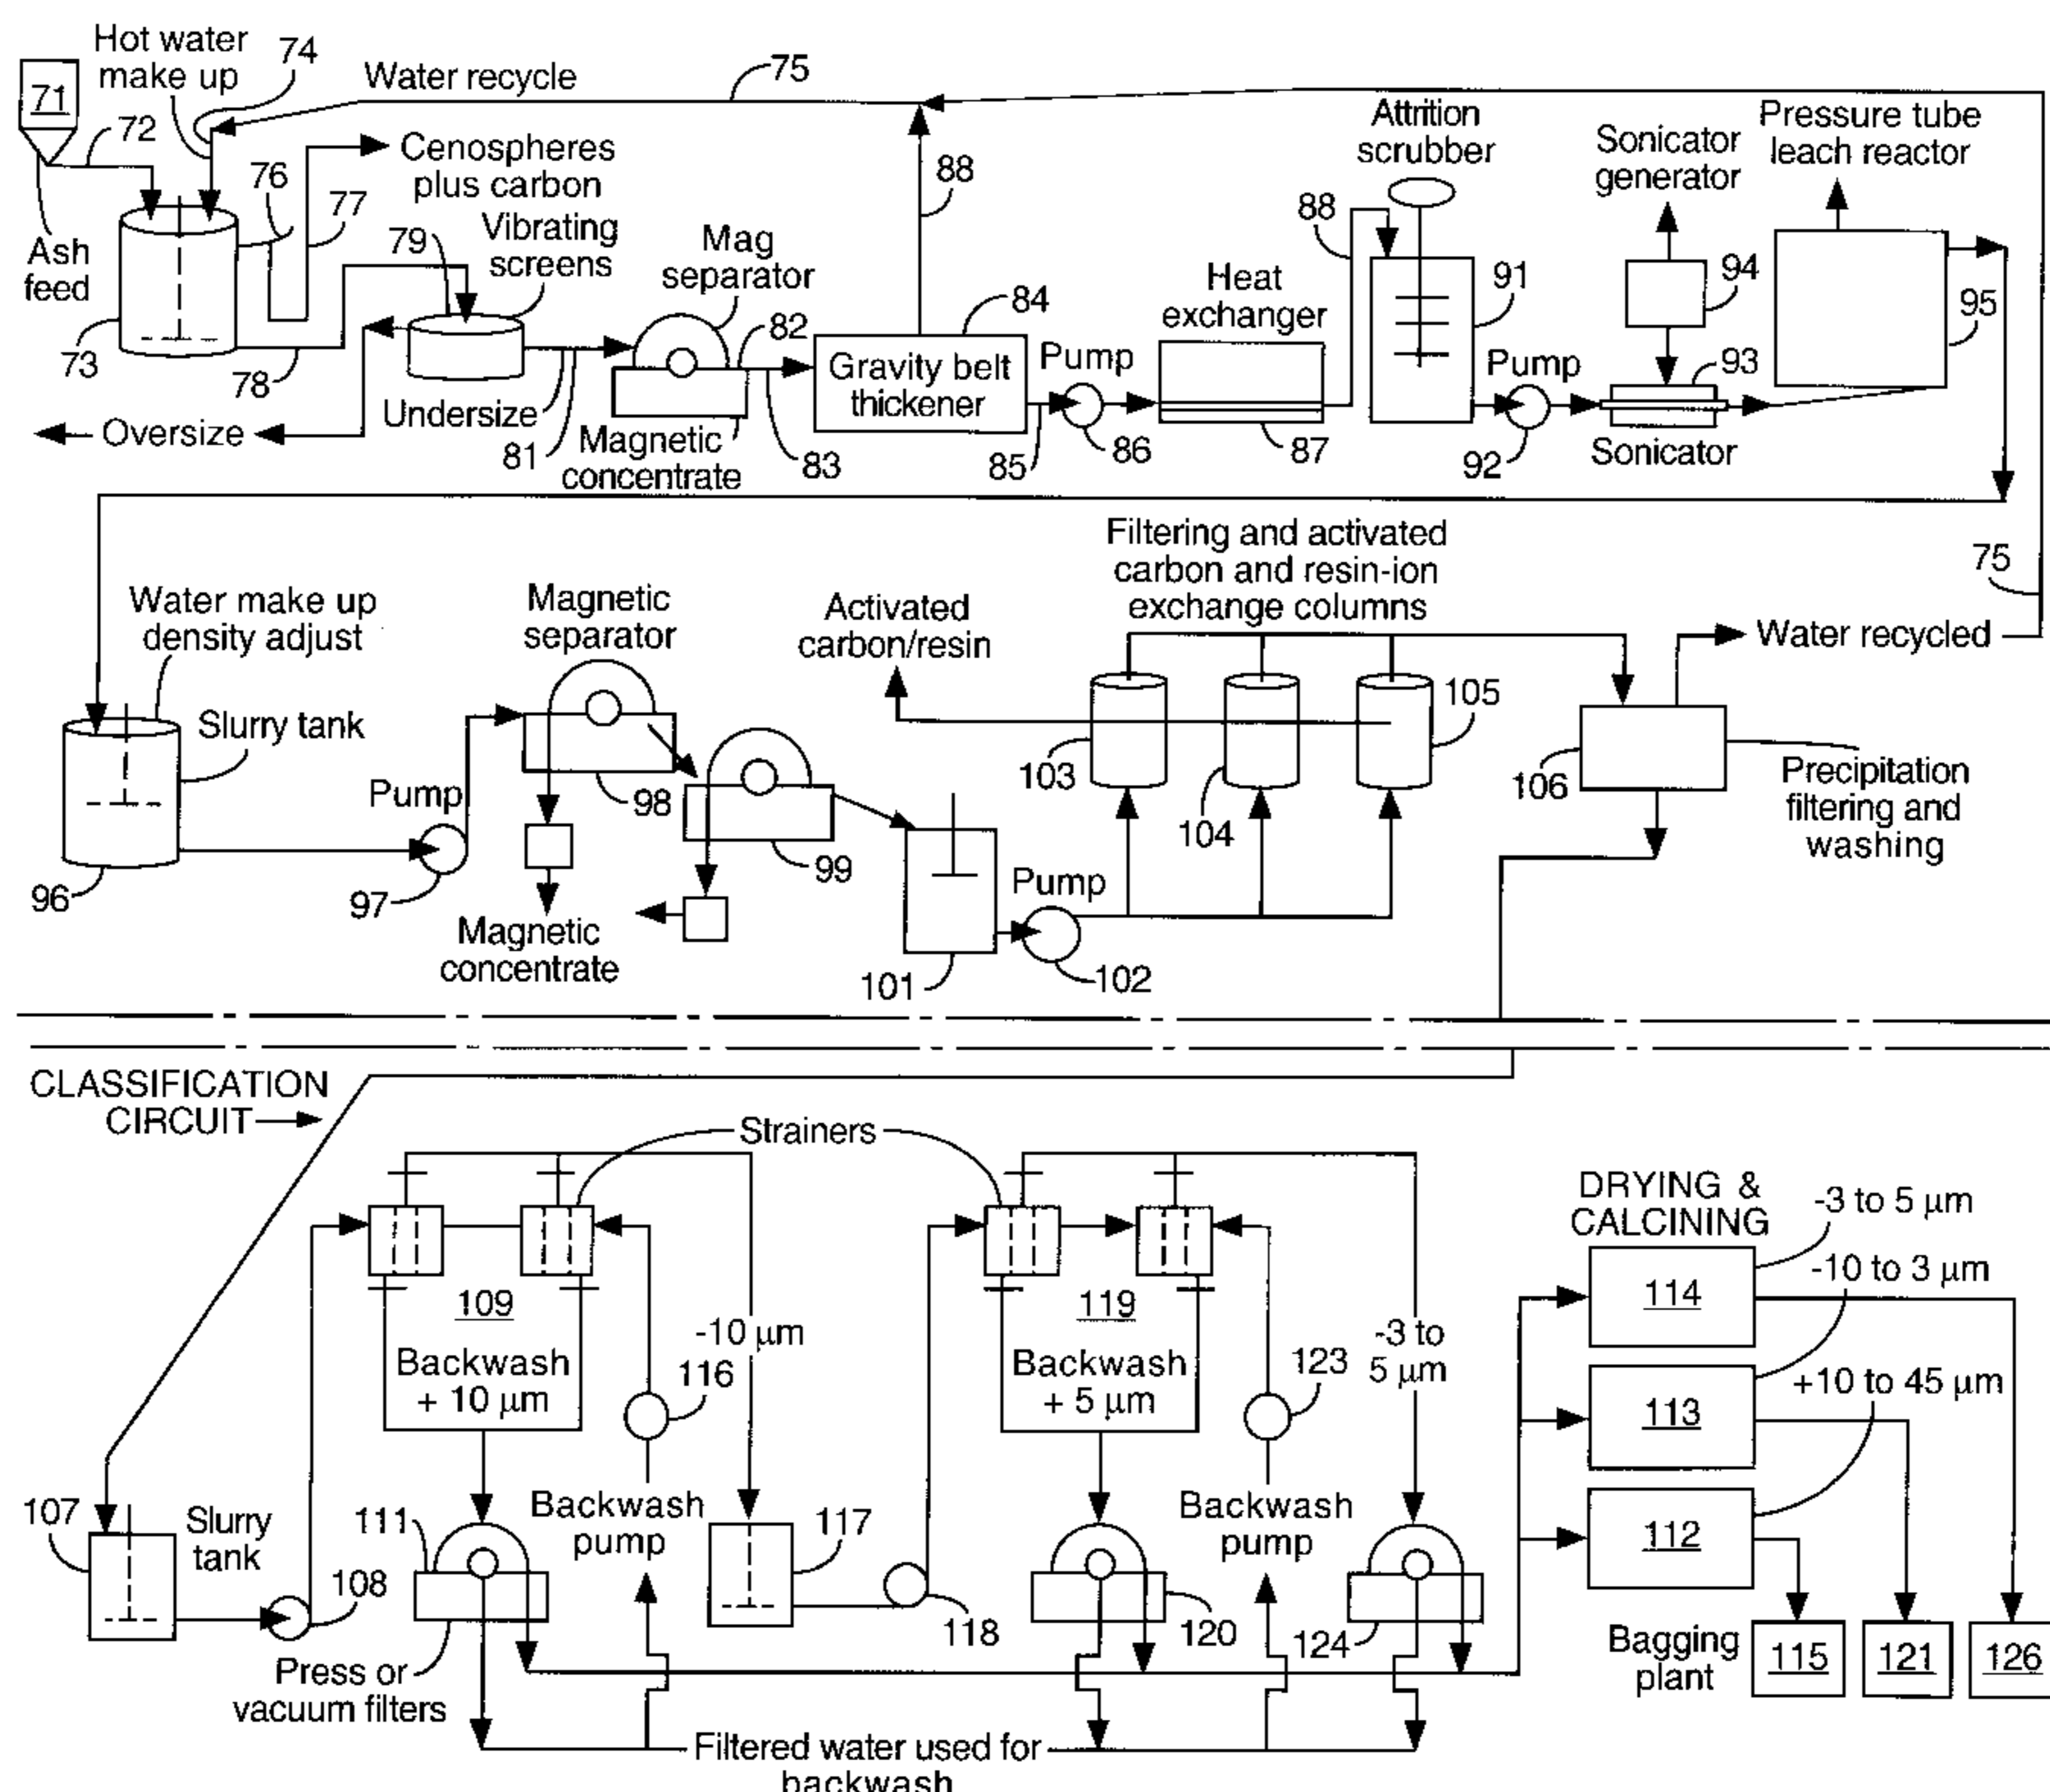 Hot water
make up
74
Water recycle
75
71
72
Cenospheres
plus carbon
76
77
Ash
feed
73
78
79
Vibrating
screens
Oversize
Undersize
81
Mag
separator
82
Magnetic
concentrate
83
88
84
Gravity belt
thickener
85
Pump
86
Heat
exchanger
87
88
Attrition
scrubber
91
Pump
92
Sonicator
generator
94
93
Sonicator
Pressure tube
leach reactor
95
75
Water make up
density adjust
Slurry tank
96
Pump
97
Magnetic
separator
98
99
Magnetic
concentrate
Activated
carbon/resin
101
Pump
102
Filtering and activated
carbon and resin-ion
exchange columns
103
104
105
Water recycled
106
Precipitation
filtering and
washing
CLASSIFICATION
CIRCUIT
Strainers
109
Backwash
+ 10 µm
-10 µm
116
119
Backwash
+ 5 µm
123
-3 to
5 µm
107
Slurry
tank
108
111
Press or
vacuum filters
Backwash
pump
117
118
120
Backwash
pump
124
Filtered water used for
backwash
DRYING &
CALCINING
-3 to 5 µm
114
-10 to 3 µm
113
+10 to 45 µm
112
Bagging
plant
115
121
126